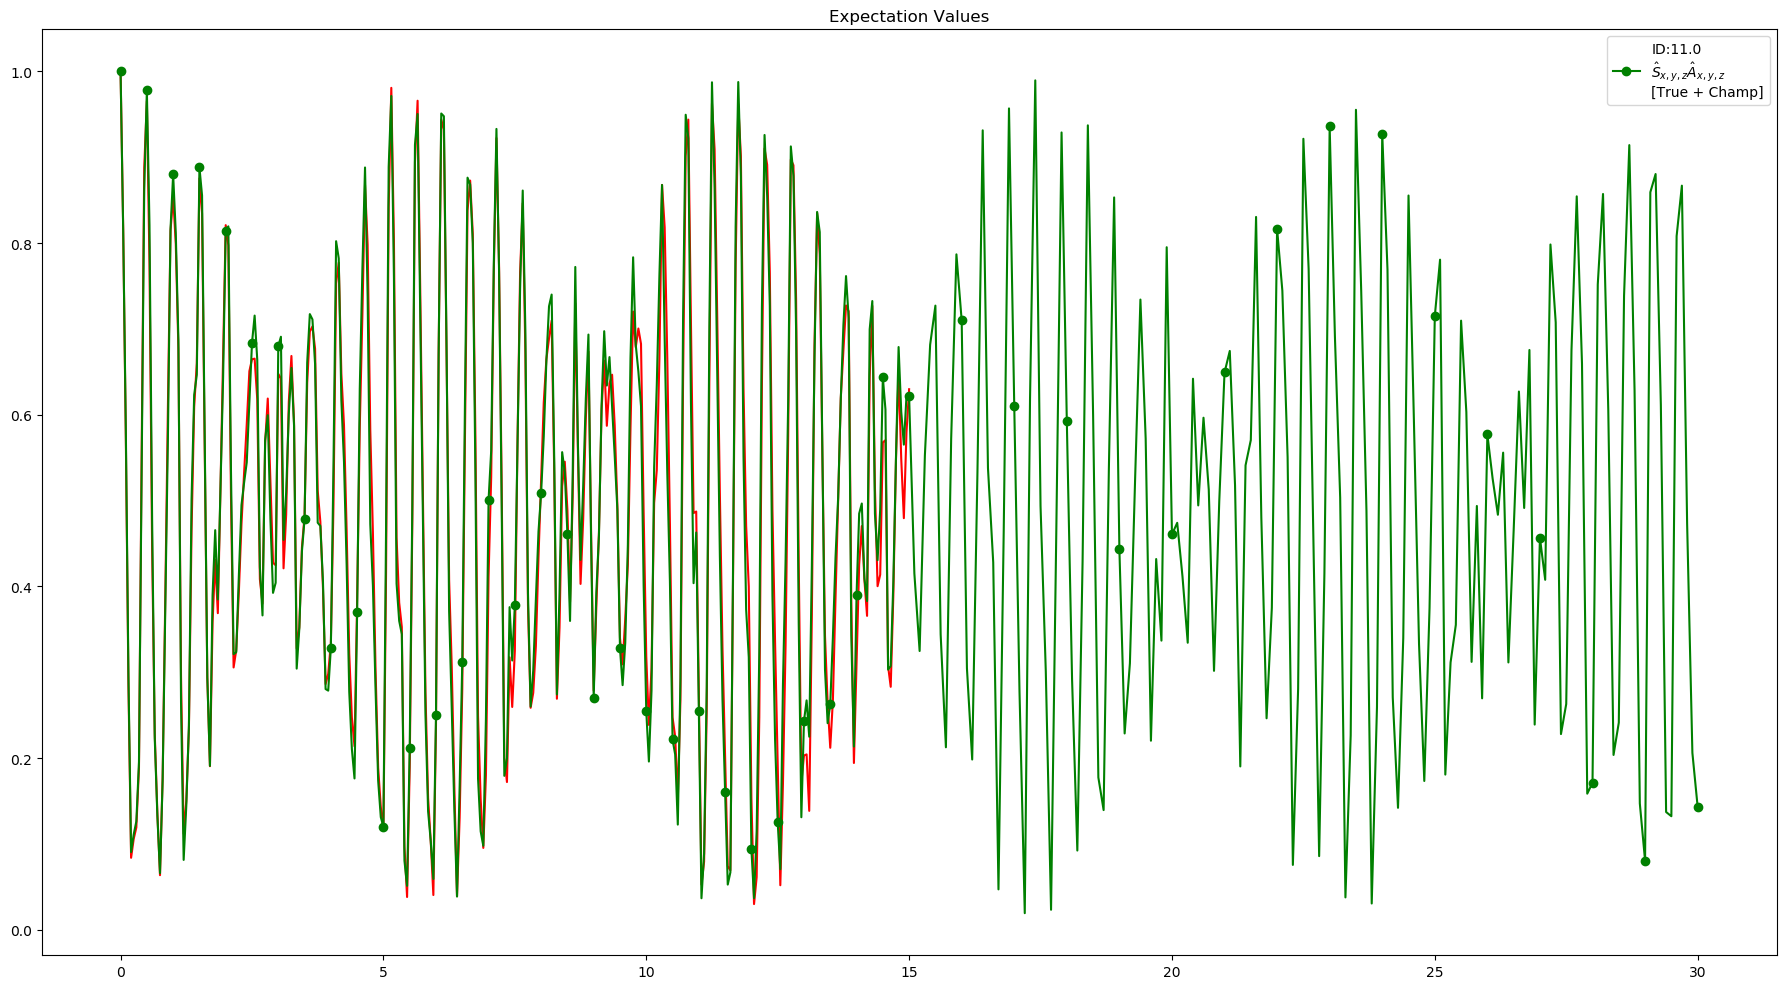 Expectation Values
ID:11.0
$\hat{S}_{x,y,z}\hat{A}_{x,y,z}$
[True + Champ]
1.0
0.8
0.6
0.4
0.2
0.0
0 5 10 15 20 25 30